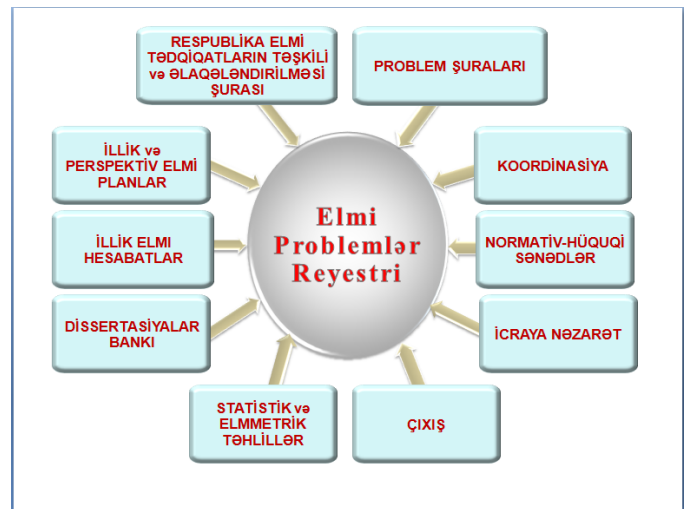 RESPUBLİKA ELMİ
TƏDQİQATLARIN TƏŞKİLİ
və ƏLAQƏLƏNDİRİLMƏSİ
ŞURASI
PROBLEM ŞURALARI
İLLİK və
PERSPEKTİV ELMİ
PLANLAR
KOORDİNASİYA
Elmi
Problemlər
Reyestri
İLLİK ELMI
HESABATLAR
NORMATİV-HÜQUQİ
SƏNƏDLƏR
DİSSERTASİYALAR
BANKI
İCRAYA NƏZARƏT
STATİSTİK və
ELMMETRİK
TƏHLİLLƏR
ÇIXIŞ